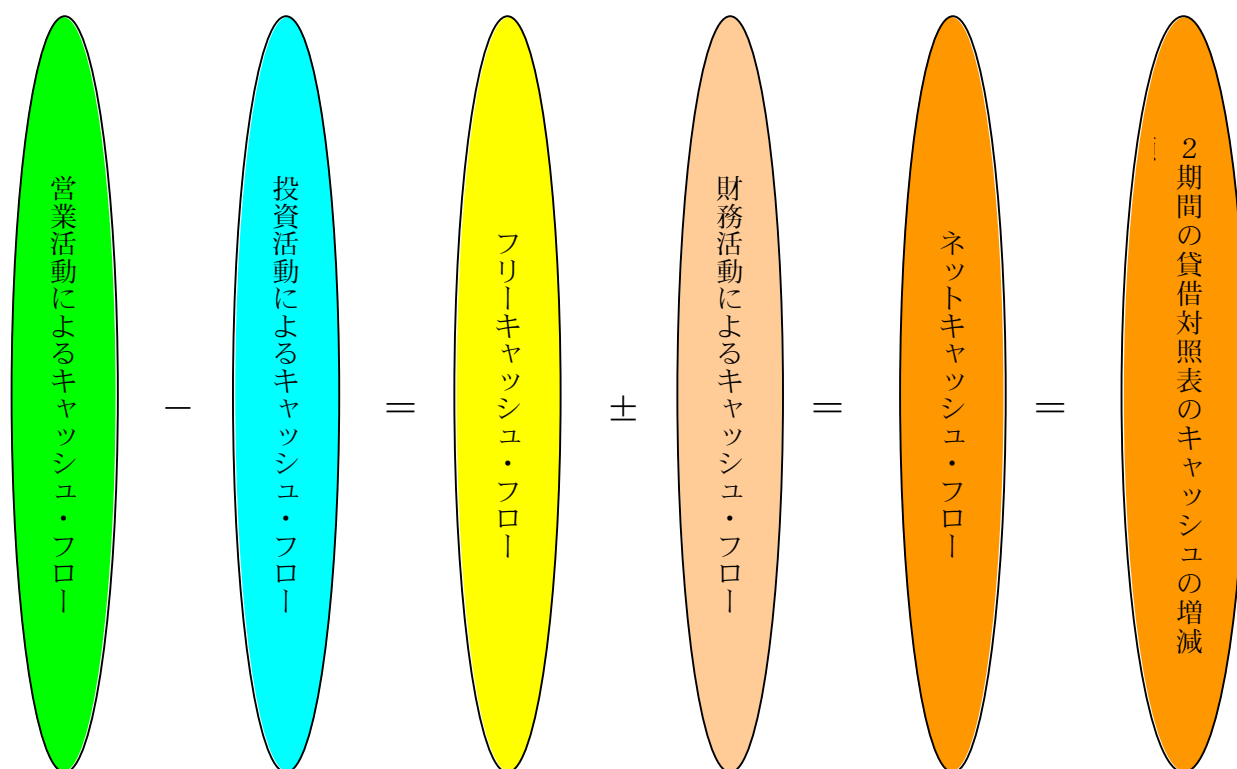 営業活動によるキャッシュ・フロー
－
投資活動によるキャッシュ・フロー
＝
フリーキャッシュ・フロー
±
財務活動によるキャッシュ・フロー
＝
ネットキャッシュ・フロー
＝
２期間の貸借対照表のキャッシュの増減